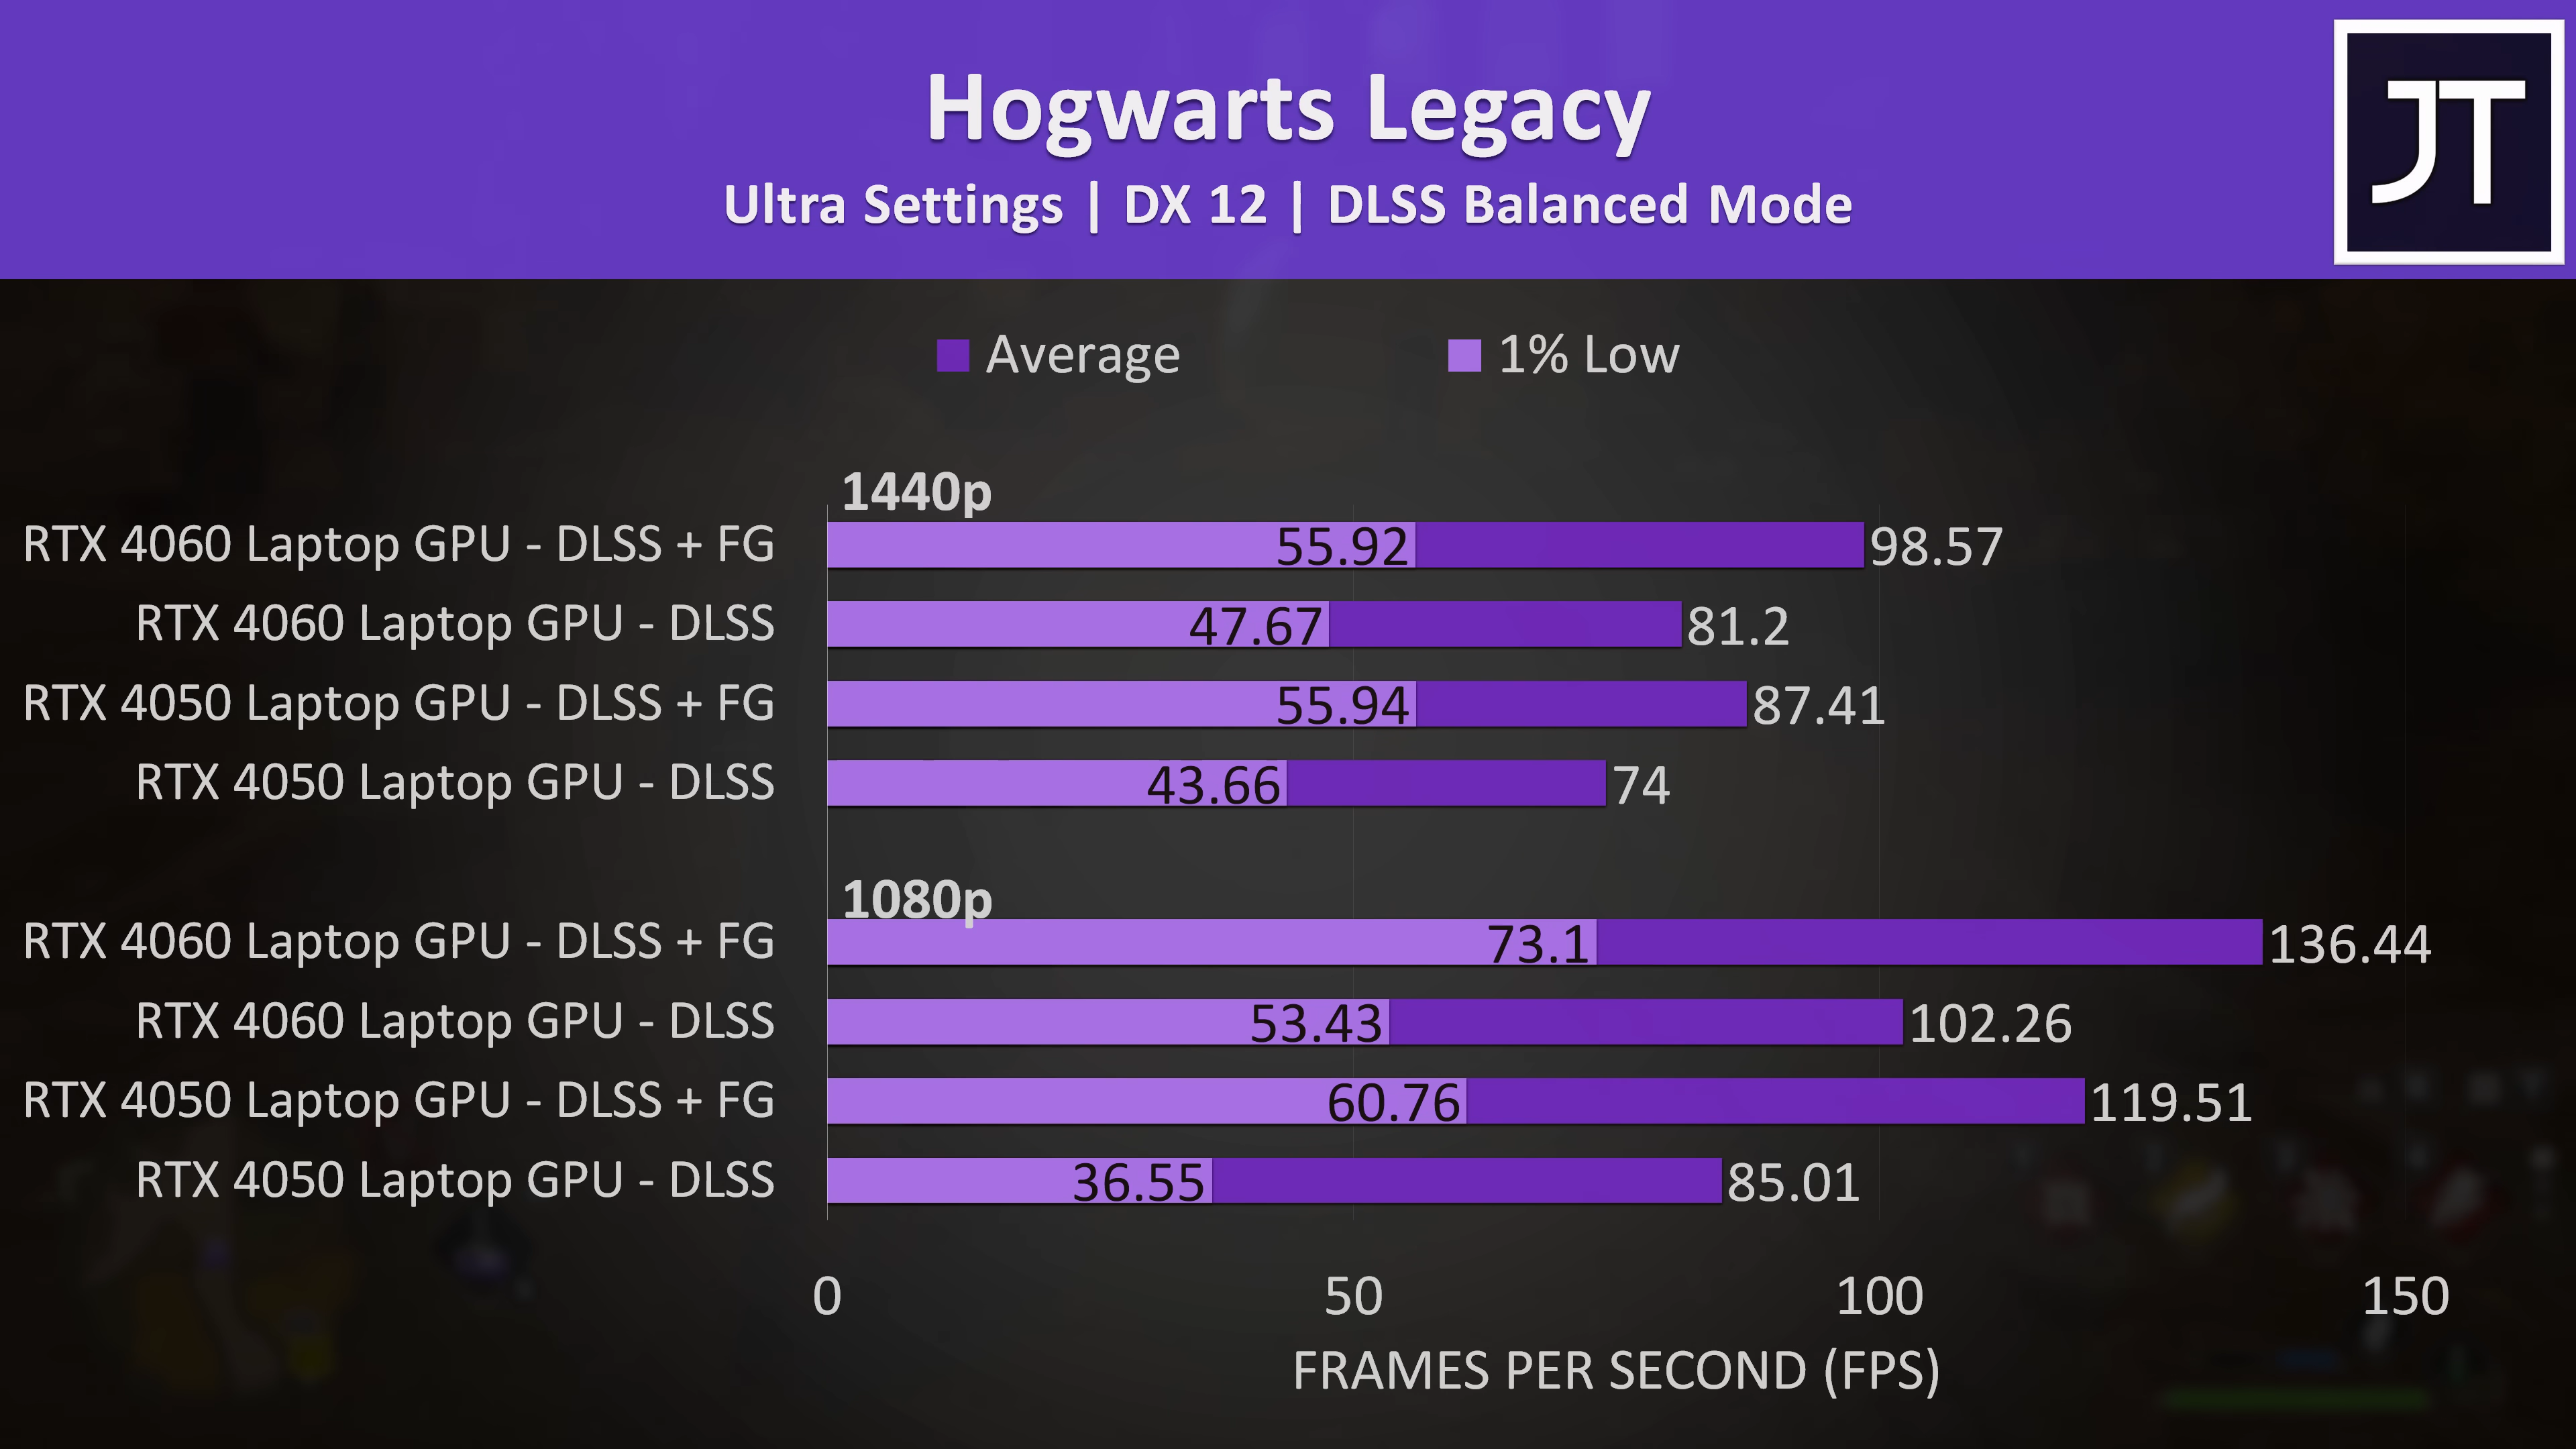 Hogwarts Legacy
Ultra Settings | DX 12 | DLSS Balanced Mode
JT
Average
1% Low
1440p
RTX 4060 Laptop GPU - DLSS + FG 55.92 98.57
RTX 4060 Laptop GPU - DLSS 47.67 81.2
RTX 4050 Laptop GPU - DLSS + FG 55.94 87.41
RTX 4050 Laptop GPU - DLSS 43.66 74
1080p
RTX 4060 Laptop GPU - DLSS + FG 73.1 136.44
RTX 4060 Laptop GPU - DLSS 53.43 102.26
RTX 4050 Laptop GPU - DLSS + FG 60.76 119.51
RTX 4050 Laptop GPU - DLSS 36.55 85.01
0 50 100 150
FRAMES PER SECOND (FPS)